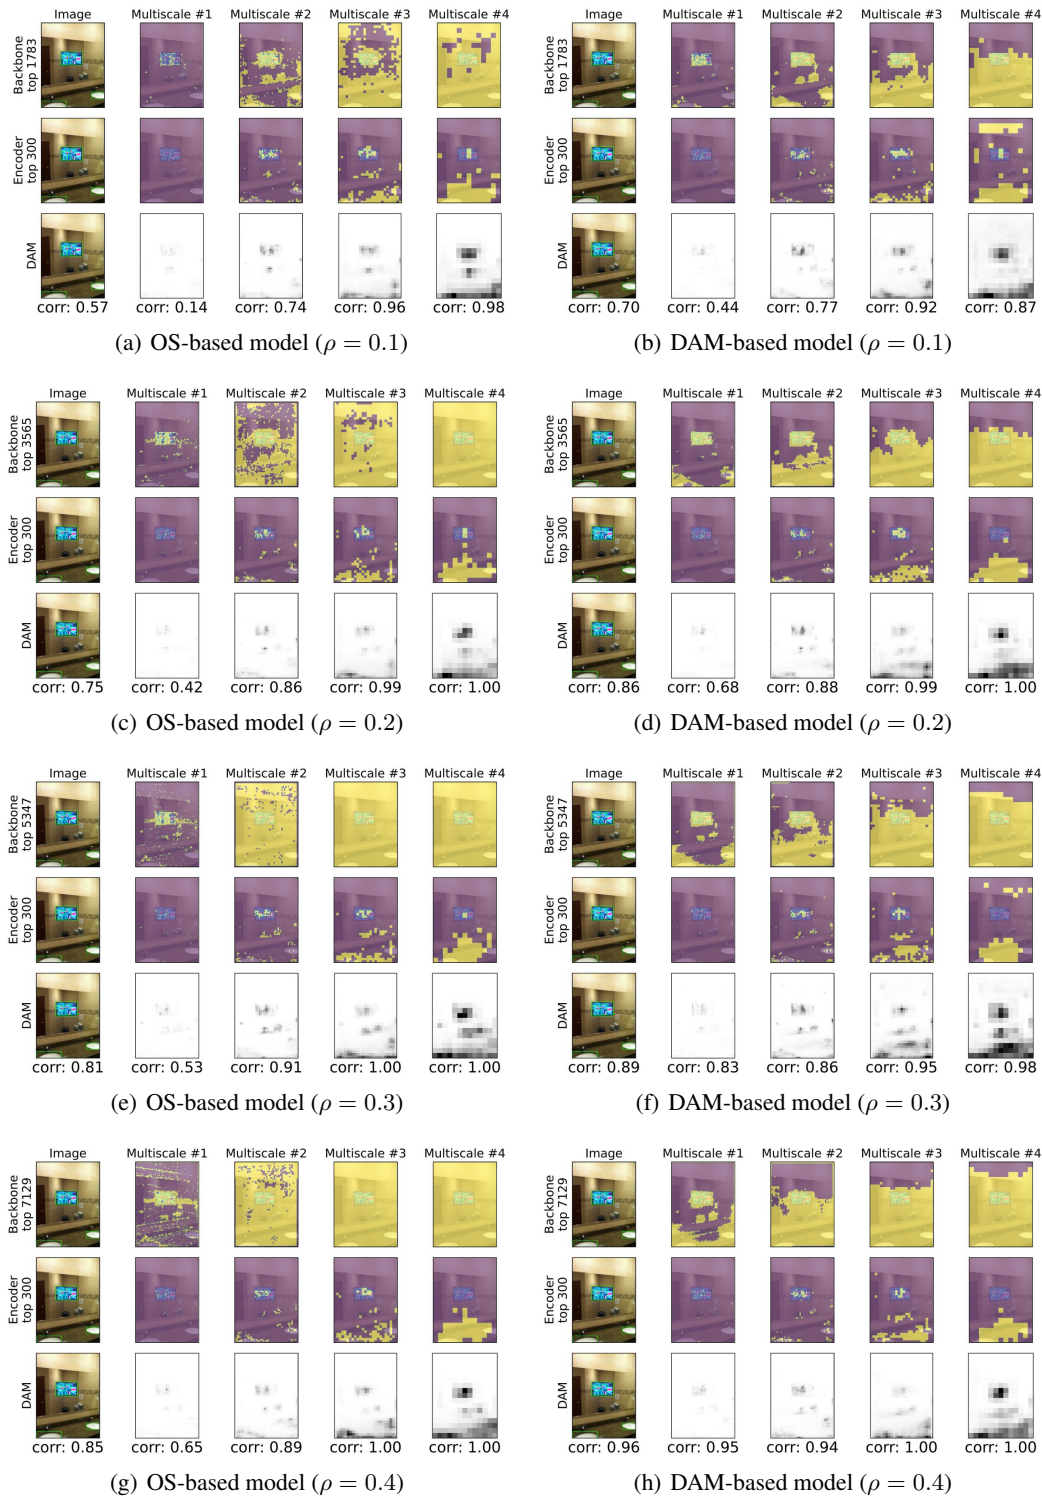 Image Multiscale #1 Multiscale #2 Multiscale #3 Multiscale #4
Backbone
top 1783
Encoder
top 300
DAM
corr: 0.57 corr: 0.14 corr: 0.74 corr: 0.96 corr: 0.98
(a) OS-based model (ρ = 0.1)
Image Multiscale #1 Multiscale #2 Multiscale #3 Multiscale #4
Backbone
top 1783
Encoder
top 300
DAM
corr: 0.70 corr: 0.44 corr: 0.77 corr: 0.92 corr: 0.87
(b) DAM-based model (ρ = 0.1)
Image Multiscale #1 Multiscale #2 Multiscale #3 Multiscale #4
Backbone
top 3565
Encoder
top 300
DAM
corr: 0.75 corr: 0.42 corr: 0.86 corr: 0.99 corr: 1.00
(c) OS-based model (ρ = 0.2)
Image Multiscale #1 Multiscale #2 Multiscale #3 Multiscale #4
Backbone
top 3565
Encoder
top 300
DAM
corr: 0.86 corr: 0.68 corr: 0.88 corr: 0.99 corr: 1.00
(d) DAM-based model (ρ = 0.2)
Image Multiscale #1 Multiscale #2 Multiscale #3 Multiscale #4
Backbone
top 5347
Encoder
top 300
DAM
corr: 0.81 corr: 0.53 corr: 0.91 corr: 1.00 corr: 1.00
(e) OS-based model (ρ = 0.3)
Image Multiscale #1 Multiscale #2 Multiscale #3 Multiscale #4
Backbone
top 5347
Encoder
top 300
DAM
corr: 0.89 corr: 0.83 corr: 0.86 corr: 0.95 corr: 0.98
(f) DAM-based model (ρ = 0.3)
Image Multiscale #1 Multiscale #2 Multiscale #3 Multiscale #4
Backbone
top 7129
Encoder
top 300
DAM
corr: 0.85 corr: 0.65 corr: 0.89 corr: 1.00 corr: 1.00
(g) OS-based model (ρ = 0.4)
Image Multiscale #1 Multiscale #2 Multiscale #3 Multiscale #4
Backbone
top 7129
Encoder
top 300
DAM
corr: 0.96 corr: 0.95 corr: 0.94 corr: 1.00 corr: 1.00
(h) DAM-based model (ρ = 0.4)